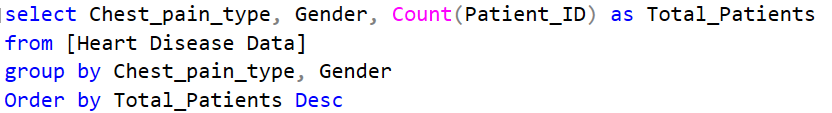 select Chest_pain_type, Gender, Count(Patient_ID) as Total_Patients
from [Heart Disease Data]
group by Chest_pain_type, Gender
Order by Total_Patients Desc